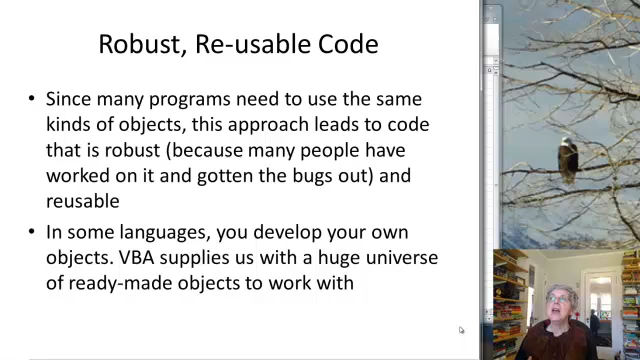 Robust, Re-usable Code
• Since many programs need to use the same
kinds of objects, this approach leads to code
that is robust (because many people have
worked on it and gotten the bugs out) and
reusable
• In some languages, you develop your own
objects. VBA supplies us with a huge universe
of ready-made objects to work with